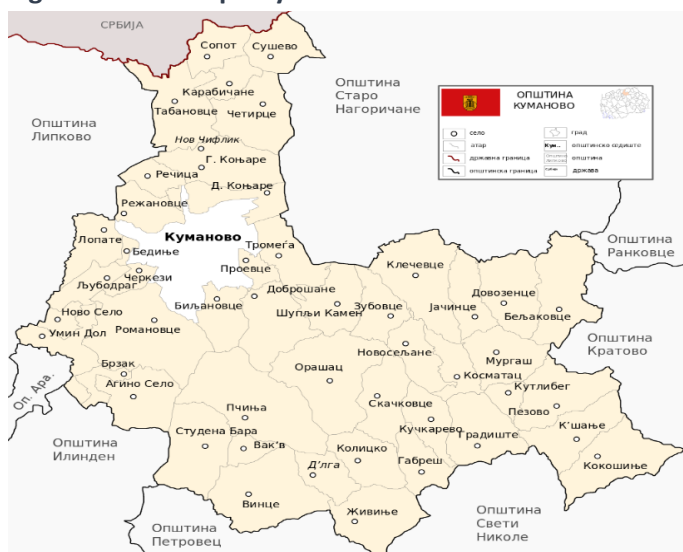 СРБИЈА
Сопот
Сушево
Општина
Старо
Нагоричане
ОПШТИНА
КУМАНОВО
село
град
атар
Кум..
општинско седиште
државна граница
општина
општинска граница
држава
Карабичане
Табановце
Четирце
Општина
Липково
Нов Чифлик
Г. Коњаре
Речица
Д. Коњаре
Режановце
Лопате
Куманово
Бедиње
Тромеѓа
Проевце
Черкези
Љубодраг
Биљановце
Доброшане
Клечевце
Општина
Ранковце
Довозенце
Јачинце
Бељаковце
Зубовце
Шупљи Камен
Ново Село
Умин Дол
Романовце
Општина
Кратово
Новосељане
Мургаш
Орашац
Косматац
Брзак
Оп. Ара.
Агино Село
Кутлибег
Скачковце
Пезово
Пчиња
Кучкарево
К'шање
Студена Бара
Градиште
Вак'в
Колицко
Општина
Илинден
Д'лга
Габреш
Кокошиње
Винце
Живиње
Општина
Свети
Николе
Општина
Петровец